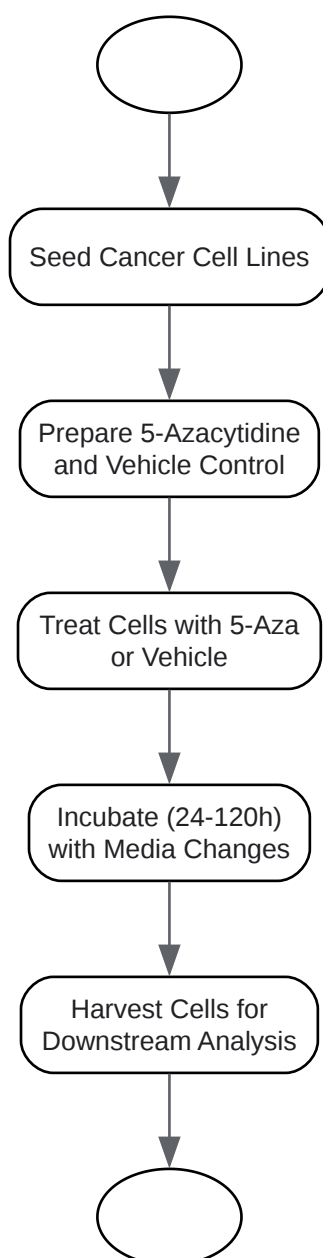 Seed Cancer Cell Lines
Prepare 5-Azacytidine
and Vehicle Control
Treat Cells with 5-Aza
or Vehicle
Incubate (24-120h)
with Media Changes
Harvest Cells for
Downstream Analysis